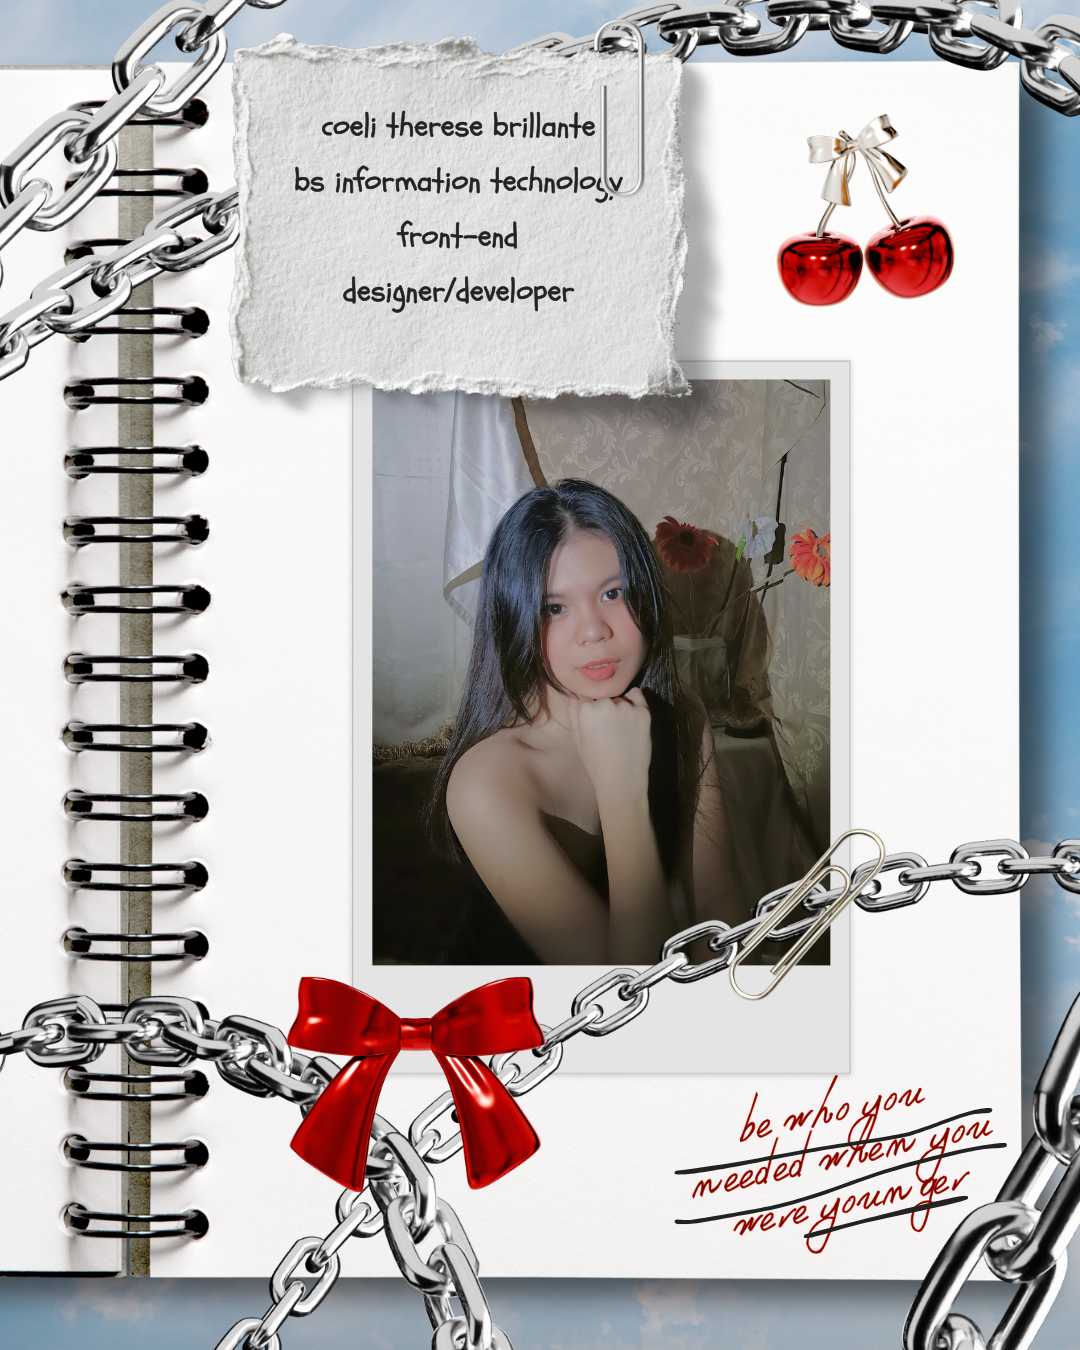 coeli therese brillante
bs information technology
front-end
designer/developer
be who you
needed when you
were younger